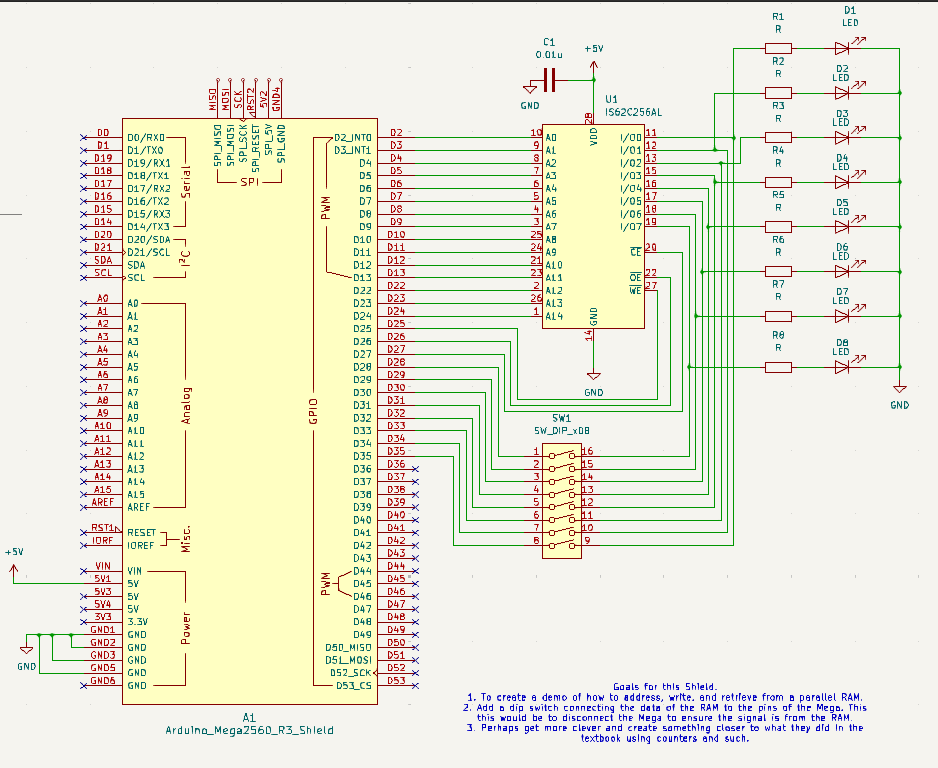 R1
R
D1
LED
R2
R
D2
LED
R3
R
D3
LED
R4
R
D4
LED
R5
R
D5
LED
R6
R
D6
LED
R7
R
D7
LED
R8
R
D8
LED
GND
C1
0.01u
+5V
GND
U1
IS62C256AL
28
VDD
10 A0 I/O0 11
9 A1 I/O1 12
8 A2 I/O2 13
7 A3 I/O3 15
6 A4 I/O4 16
5 A5 I/O5 17
4 A6 I/O6 18
3 A7 I/O7 19
25 A8
24 A9 CE 20
21 A10
23 A11 OE 22
2 A12 WE 27
26 A13
1 A14
GND
14
GND
SW1
SW_DIP_x08
1 16
2 15
3 14
4 13
5 12
6 11
7 10
8 9
MISO
MOSI
SCK
RST2
5V2
GND4
SPI_MISO
SPI_MOSI
SPI_SCK
SPI_RESET
SPI_5V
SPI_GND
SPI
D0 D0/RX0
D1 D1/TX0
D19 D19/RX1
D18 D18/TX1
D17 D17/RX2
D16 D16/TX2
D15 D15/RX3
D14 D14/TX3
Serial
D20 D20/SDA
D21 D21/SCL
SDA SDA
SCL SCL
I²C
A0 A0
A1 A1
A2 A2
A3 A3
A4 A4
A5 A5
A6 A6
A7 A7
A8 A8
A9 A9
A10 A10
A11 A11
A12 A12
A13 A13
A14 A14
A15 A15
AREF AREF
Analog
RST1 RESET
IORF IOREF
Misc.
+5V
VIN VIN
5V1 5V
5V3 5V
5V4 5V
3V3 3.3V
GND1 GND
GND2 GND
GND3 GND
GND5 GND
GND6 GND
Power
GND
D2_INT0 D2
D3_INT1 D3
D4 D4
D5 D5
D6 D6
D7 D7
D8 D8
D9 D9
D10 D10
D11 D11
D12 D12
D13 D13
PWM
D22 D22
D23 D23
D24 D24
D25 D25
D26 D26
D27 D27
D28 D28
D29 D29
D30 D30
D31 D31
D32 D32
D33 D33
D34 D34
D35 D35
D36 D36
D37 D37
D38 D38
D39 D39
D40 D40
D41 D41
D42 D42
D43 D43
D44 D44
D45 D45
D46 D46
PWM
D47 D47
D48 D48
D49 D49
D50_MISO D50
D51_MOSI D51
D52_SCK D52
D53_CS D53
GPIO
A1
Arduino_Mega2560_R3_Shield
Goals for this Shield.
1. To create a demo of how to address, write, and retrieve from a parallel RAM.
2. Add a dip switch connecting the data of the RAM to the pins of the Mega. This
this would be to disconnect the Mega to ensure the signal is from the RAM.
3. Perhaps get more clever and create something closer to what they did in the
textbook using counters and such.